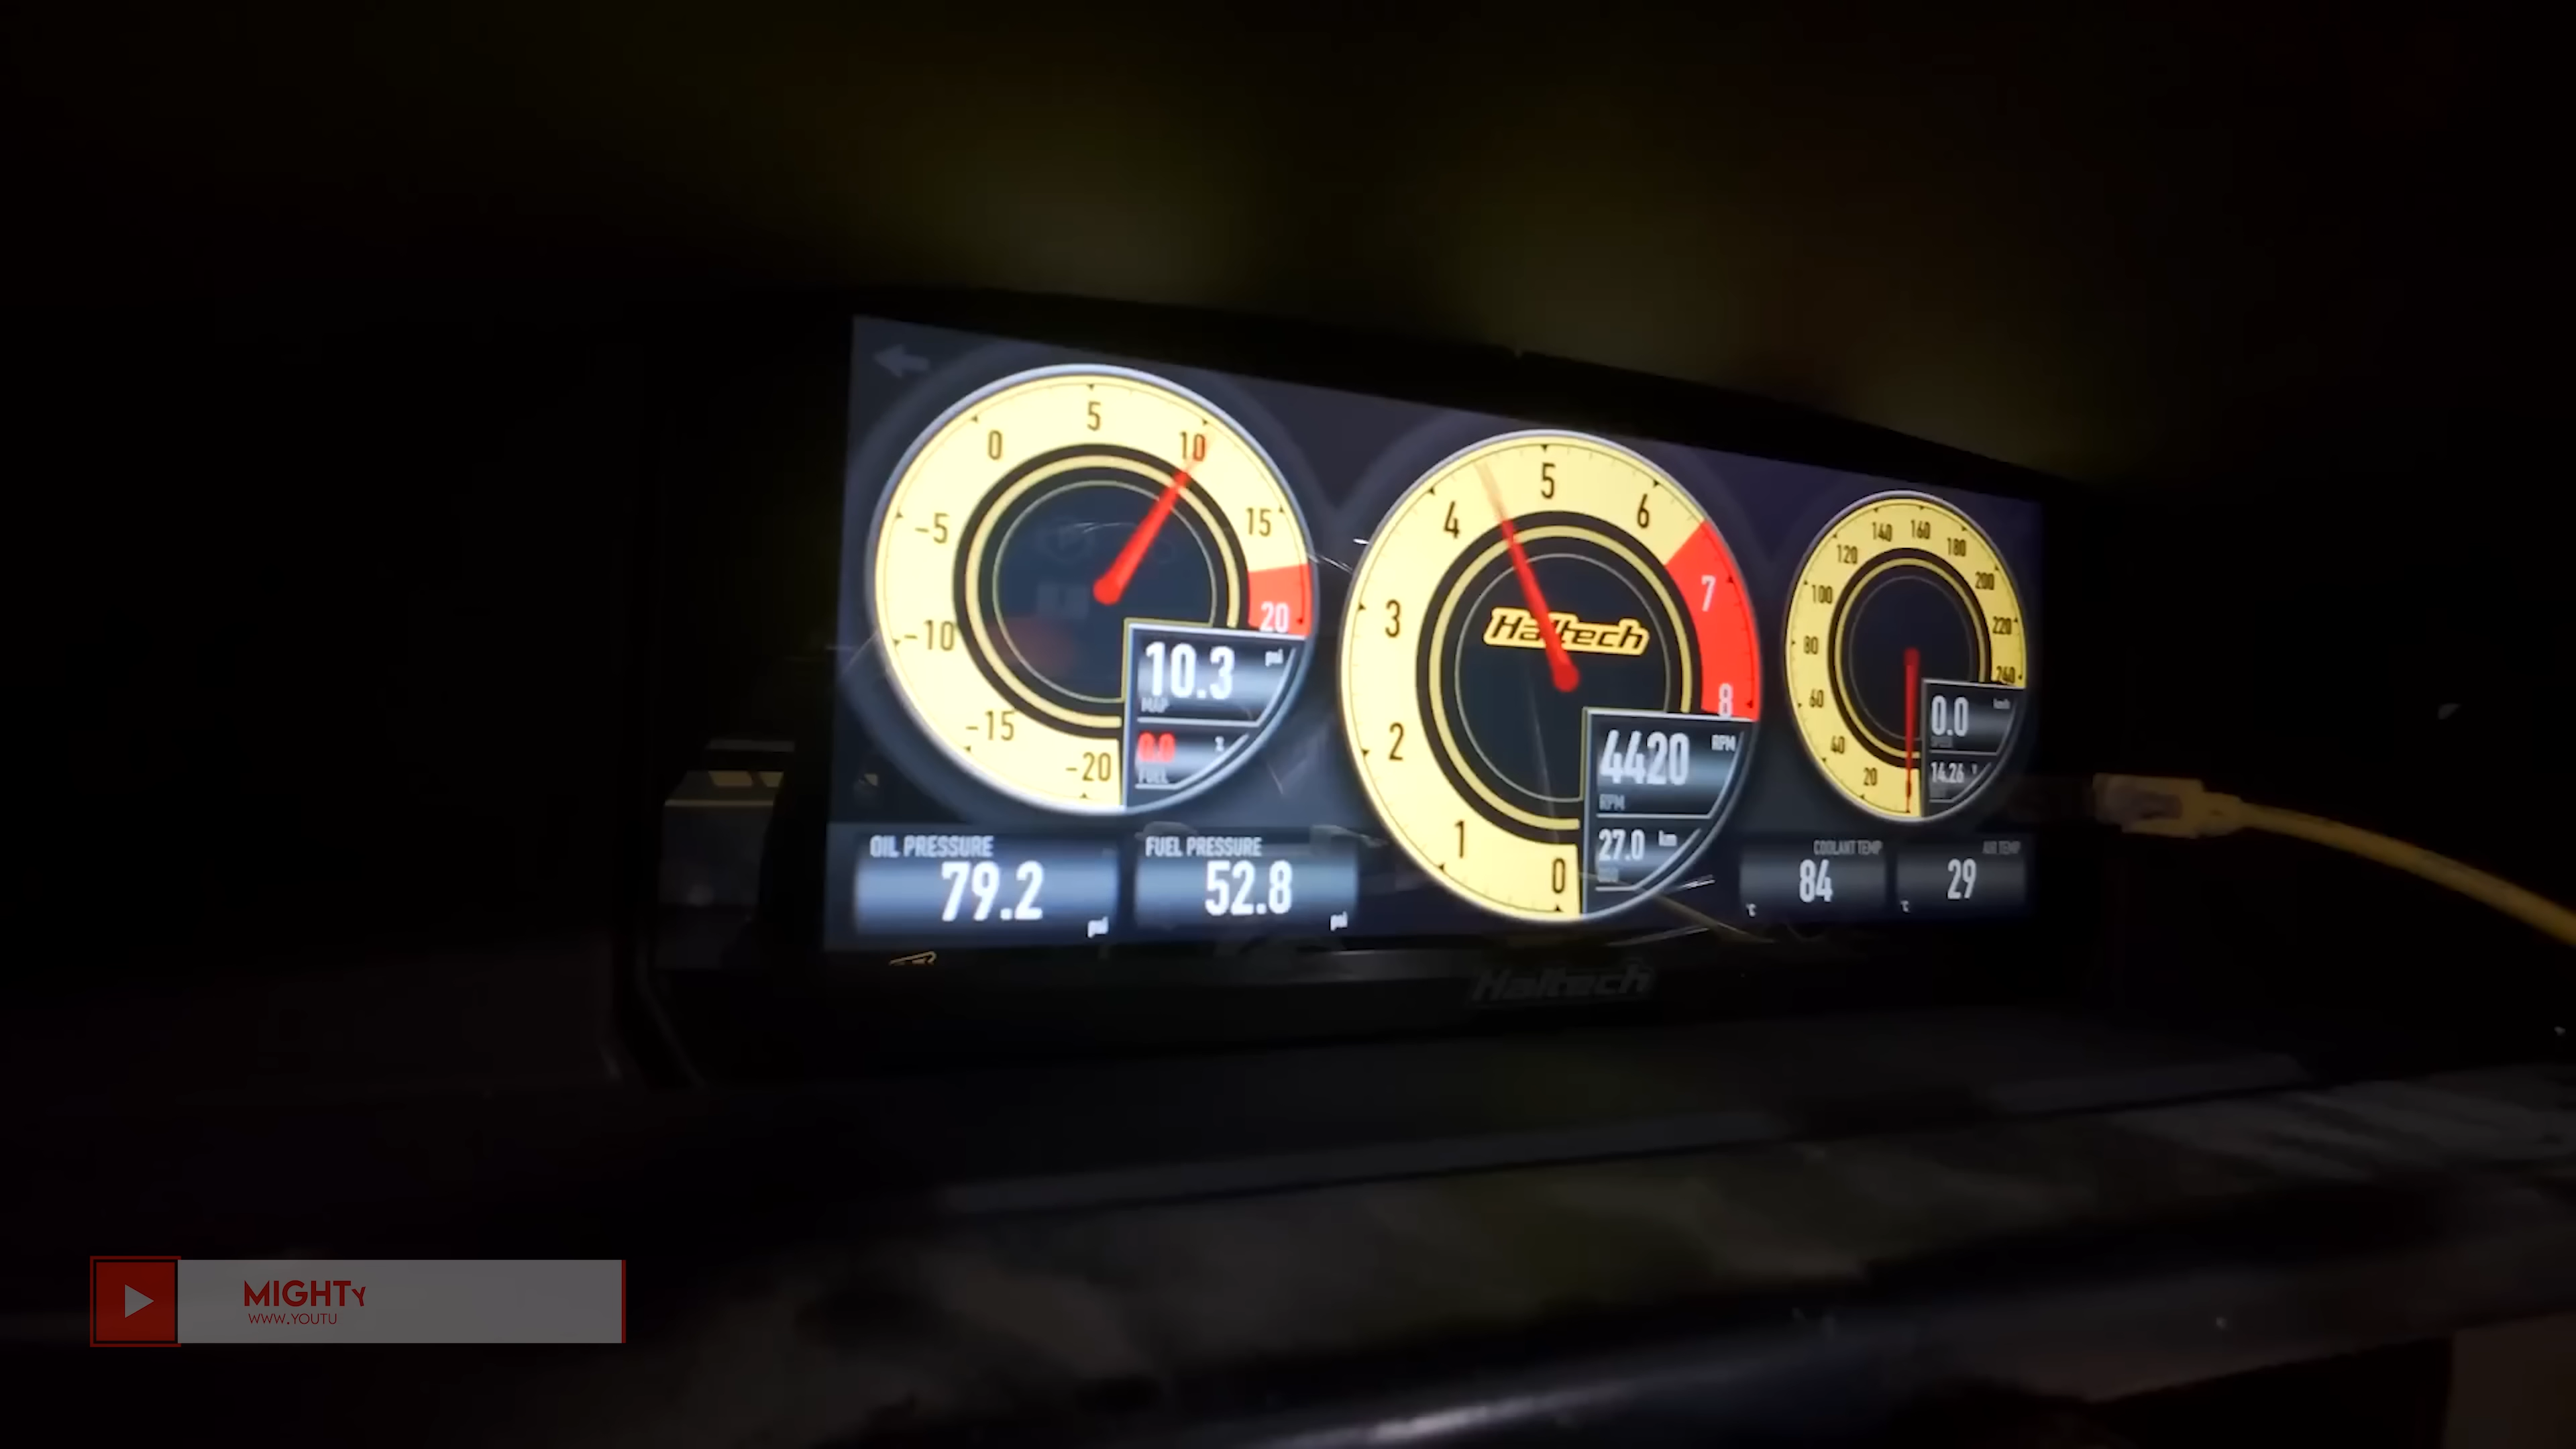 0 5 10
-5 15
-10 20
-15
-20
10.3 psi
MAP
0.0 %
FUEL
OIL PRESSURE
79.2
psi
FUEL PRESSURE
52.8
psi
4 5 6
3 7
2 8
1
0
Haltech
4420 RPM
RPM
27.0 km
140 160
120 180
100 200
80 220
60 240
40
20
0.0 km/h
14.26 V
COOLANT TEMP
84
°C
AIR TEMP
29
°C
Haltech
MIGHTY
WWW.YOUTU